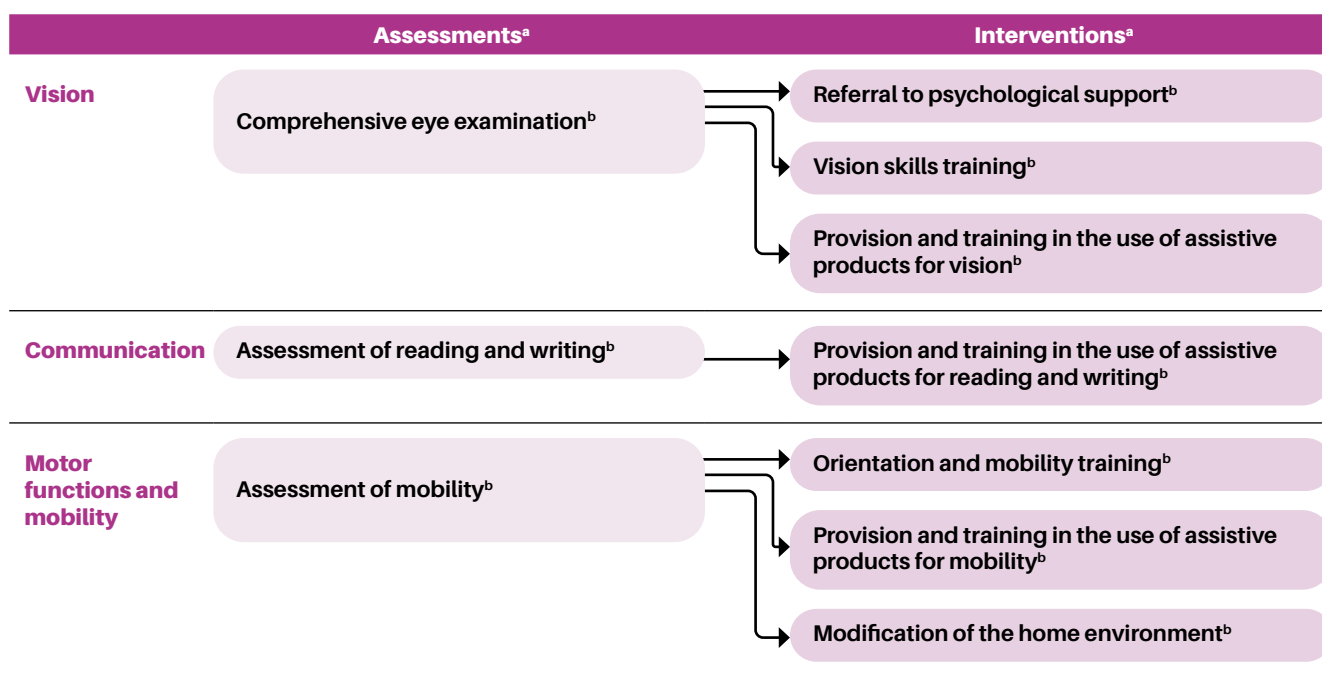 Assessmentsᵃ Interventionsᵃ
Vision
Comprehensive eye examinationᵇ
Referral to psychological supportᵇ
Vision skills trainingᵇ
Provision and training in the use of assistive
products for visionᵇ
Communication
Assessment of reading and writingᵇ
Provision and training in the use of assistive
products for reading and writingᵇ
Motor
functions and
mobility
Assessment of mobilityᵇ
Orientation and mobility trainingᵇ
Provision and training in the use of assistive
products for mobilityᵇ
Modification of the home environmentᵇ